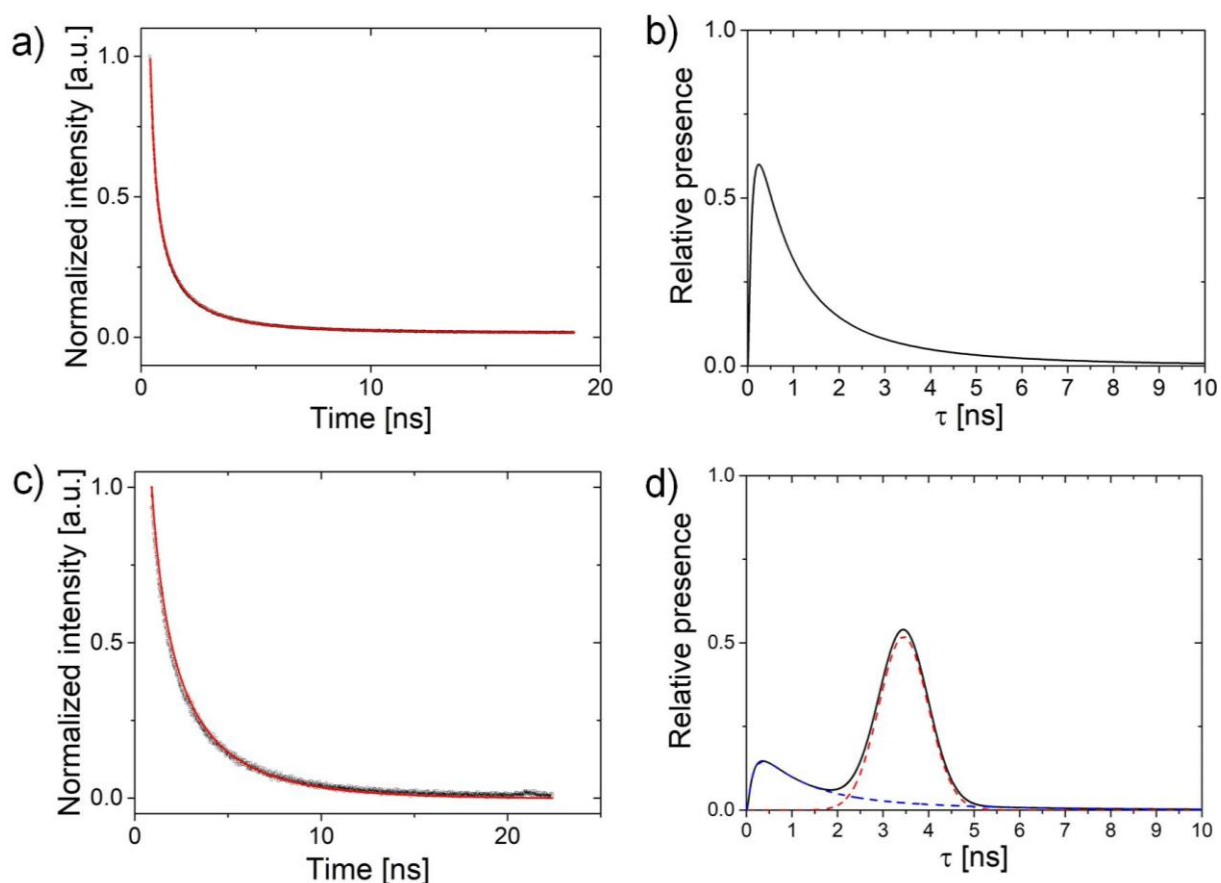 a)
Normalized intensity [a.u.]
1.0
0.5
0.0
0 10 20
Time [ns]
b)
Relative presence
1.0
0.5
0.0
0 1 2 3 4 5 6 7 8 9 10
τ [ns]
c)
Normalized intensity [a.u.]
1.0
0.5
0.0
0 10 20
Time [ns]
d)
Relative presence
1.0
0.5
0.0
0 1 2 3 4 5 6 7 8 9 10
τ [ns]